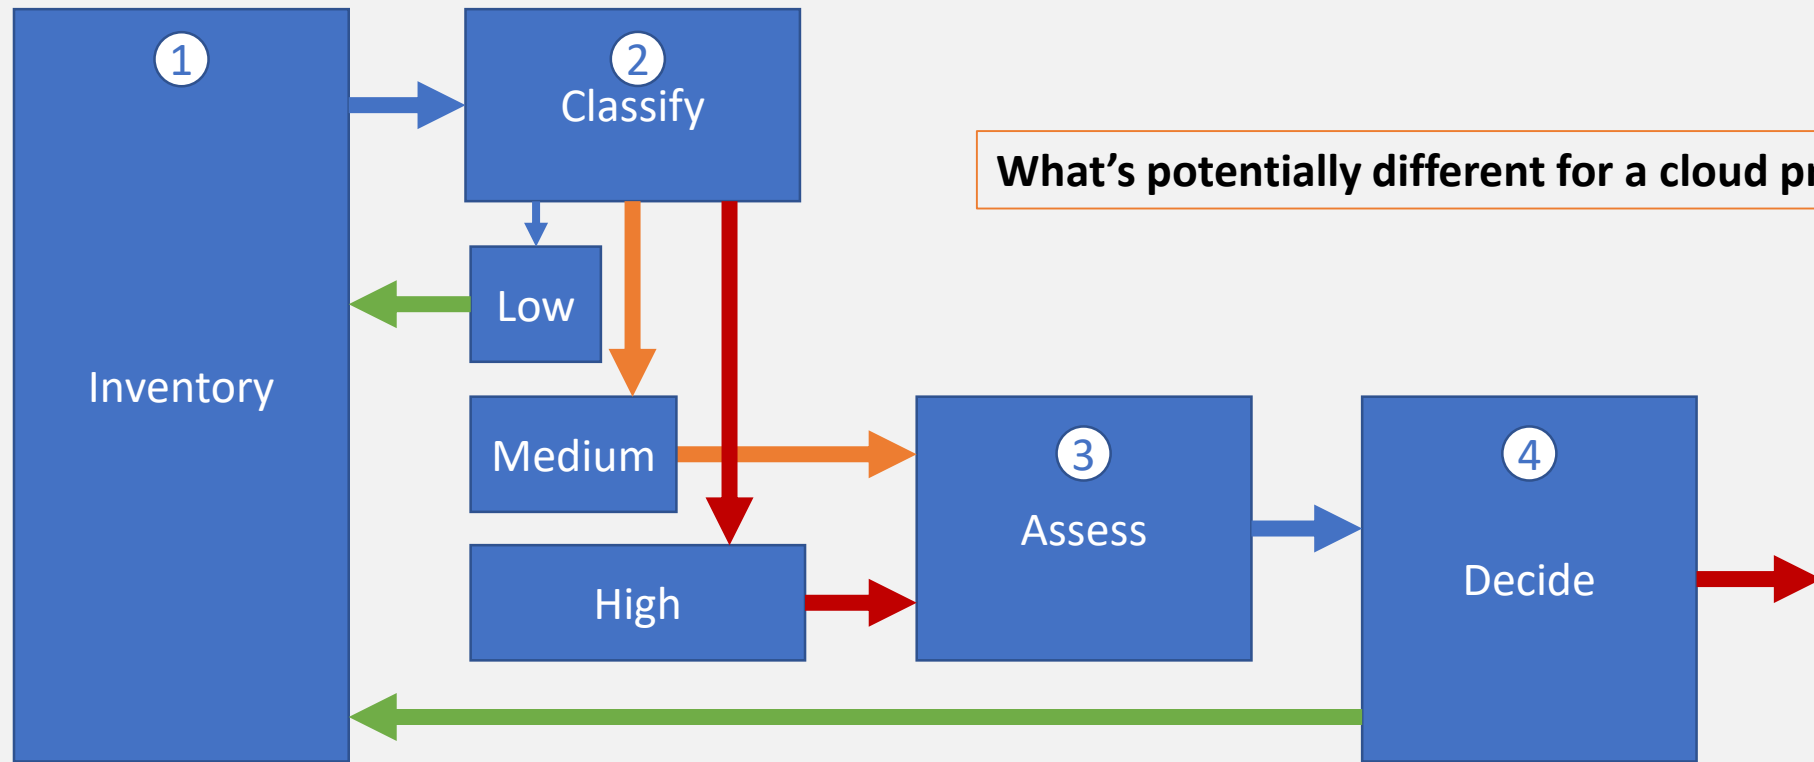 1
Inventory
2
Classify
What's potentially different for a cloud
Low
Medium
High
3
Assess
4
Decide